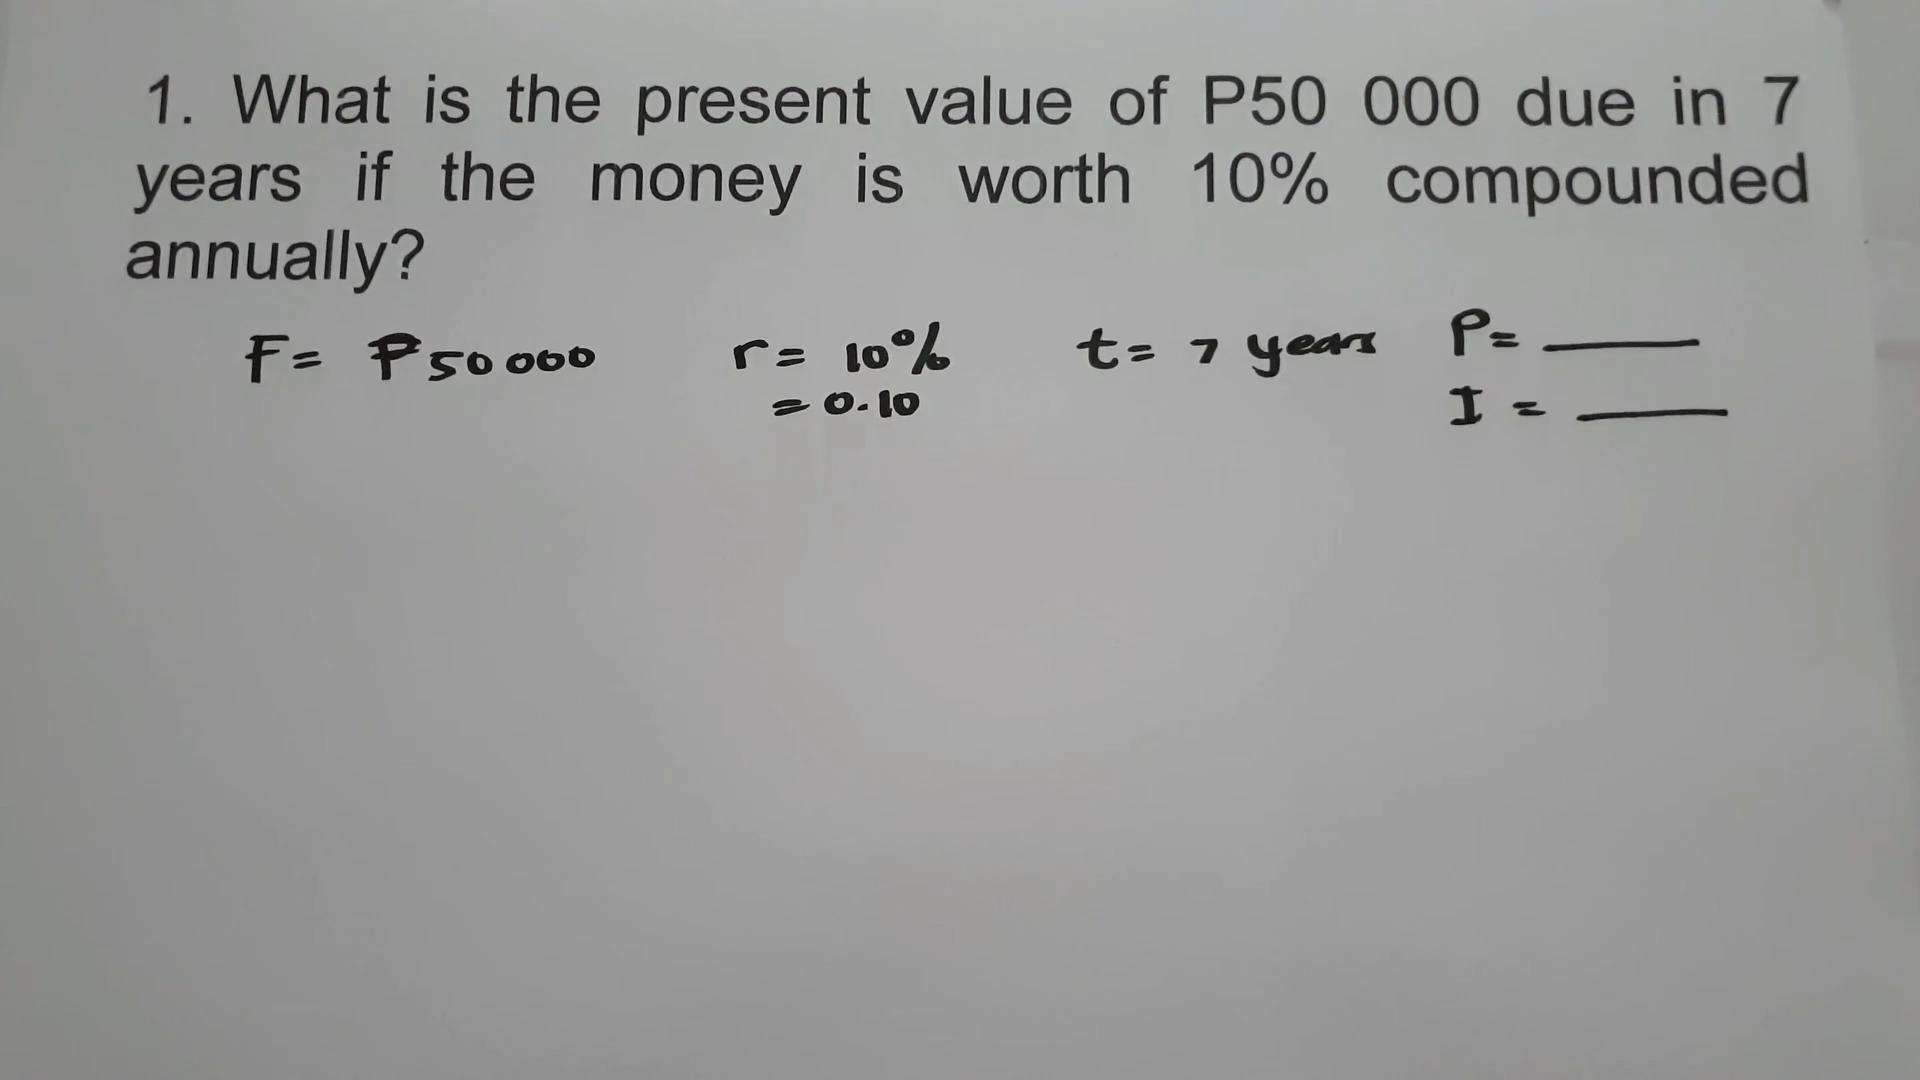 1. What is the present value of P50 000 due in 7
years if the money is worth 10% compounded
annually?
F= ₱50 000 r= 10% t= 7 years P= ____
= 0.10 I = ____